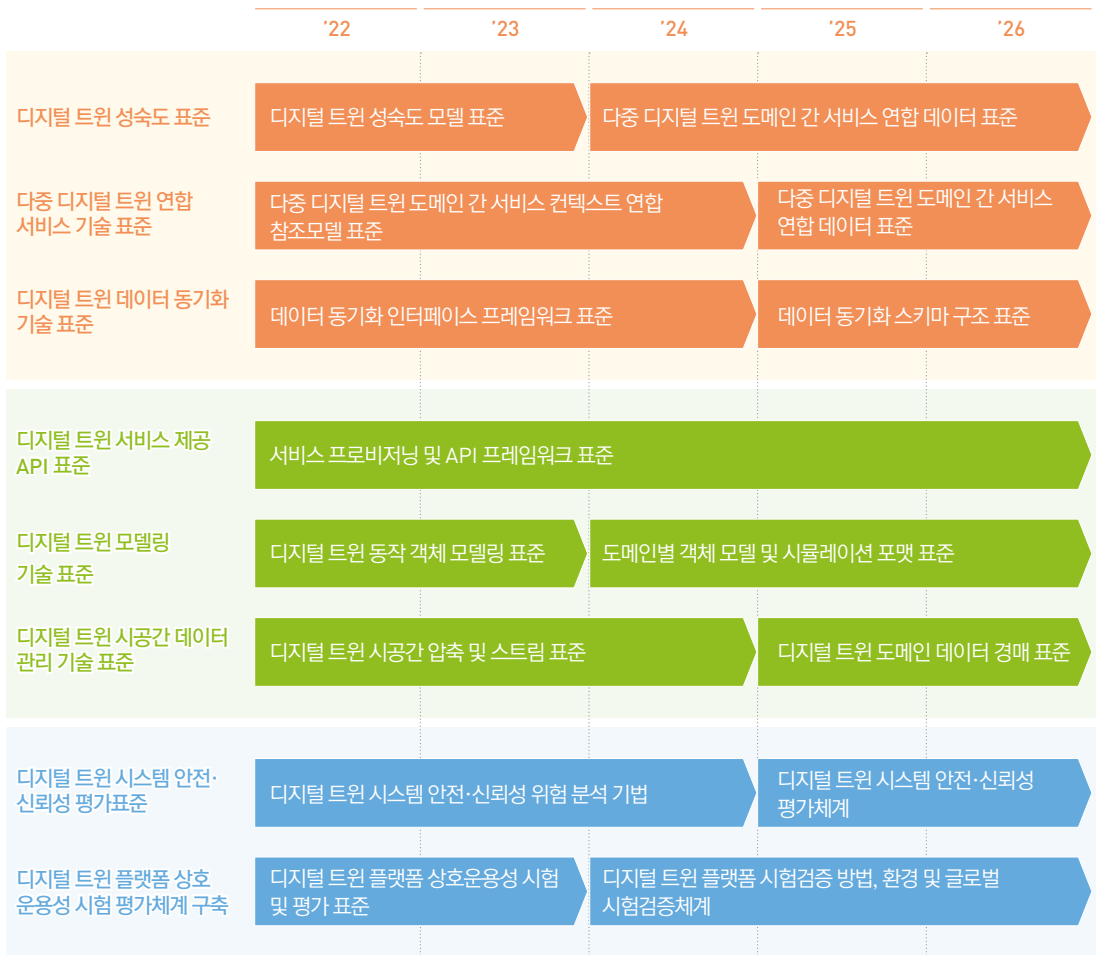 '22
'23
'24
'25
'26
디지털 트윈 성숙도 표준
디지털 트윈 성숙도 모델 표준
다중 디지털 트윈 도메인 간 서비스 연합 데이터 표준
다중 디지털 트윈 연합
서비스 기술 표준
다중 디지털 트윈 도메인 간 서비스 컨텍스트 연합
참조모델 표준
다중 디지털 트윈 도메인 간 서비스
연합 데이터 표준
디지털 트윈 데이터 동기화
기술 표준
데이터 동기화 인터페이스 프레임워크 표준
데이터 동기화 스키마 구조 표준
디지털 트윈 서비스 제공
API 표준
서비스 프로비저닝 및 API 프레임워크 표준
디지털 트윈 모델링
기술 표준
디지털 트윈 동작 객체 모델링 표준
도메인별 객체 모델 및 시뮬레이션 포맷 표준
디지털 트윈 시공간 데이터
관리 기술 표준
디지털 트윈 시공간 압축 및 스트림 표준
디지털 트윈 도메인 데이터 경매 표준
디지털 트윈 시스템 안전·
신뢰성 평가표준
디지털 트윈 시스템 안전·신뢰성 위험 분석 기법
디지털 트윈 시스템 안전·신뢰성
평가체계
디지털 트윈 플랫폼 상호
운용성 시험 평가체계 구축
디지털 트윈 플랫폼 상호운용성 시험
및 평가 표준
디지털 트윈 플랫폼 시험검증 방법, 환경 및 글로벌
시험검증체계